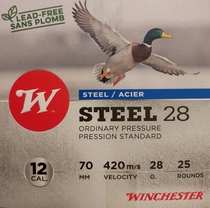 LEAD-FREE
SANS PLOMB
STEEL / ACIER
W
STEEL 28
ORDINARY PRESSURE
PRESSION STANDARD
12 70 420 m/s 28 25
CAL. MM VELOCITY G. ROUNDS
WINCHESTER